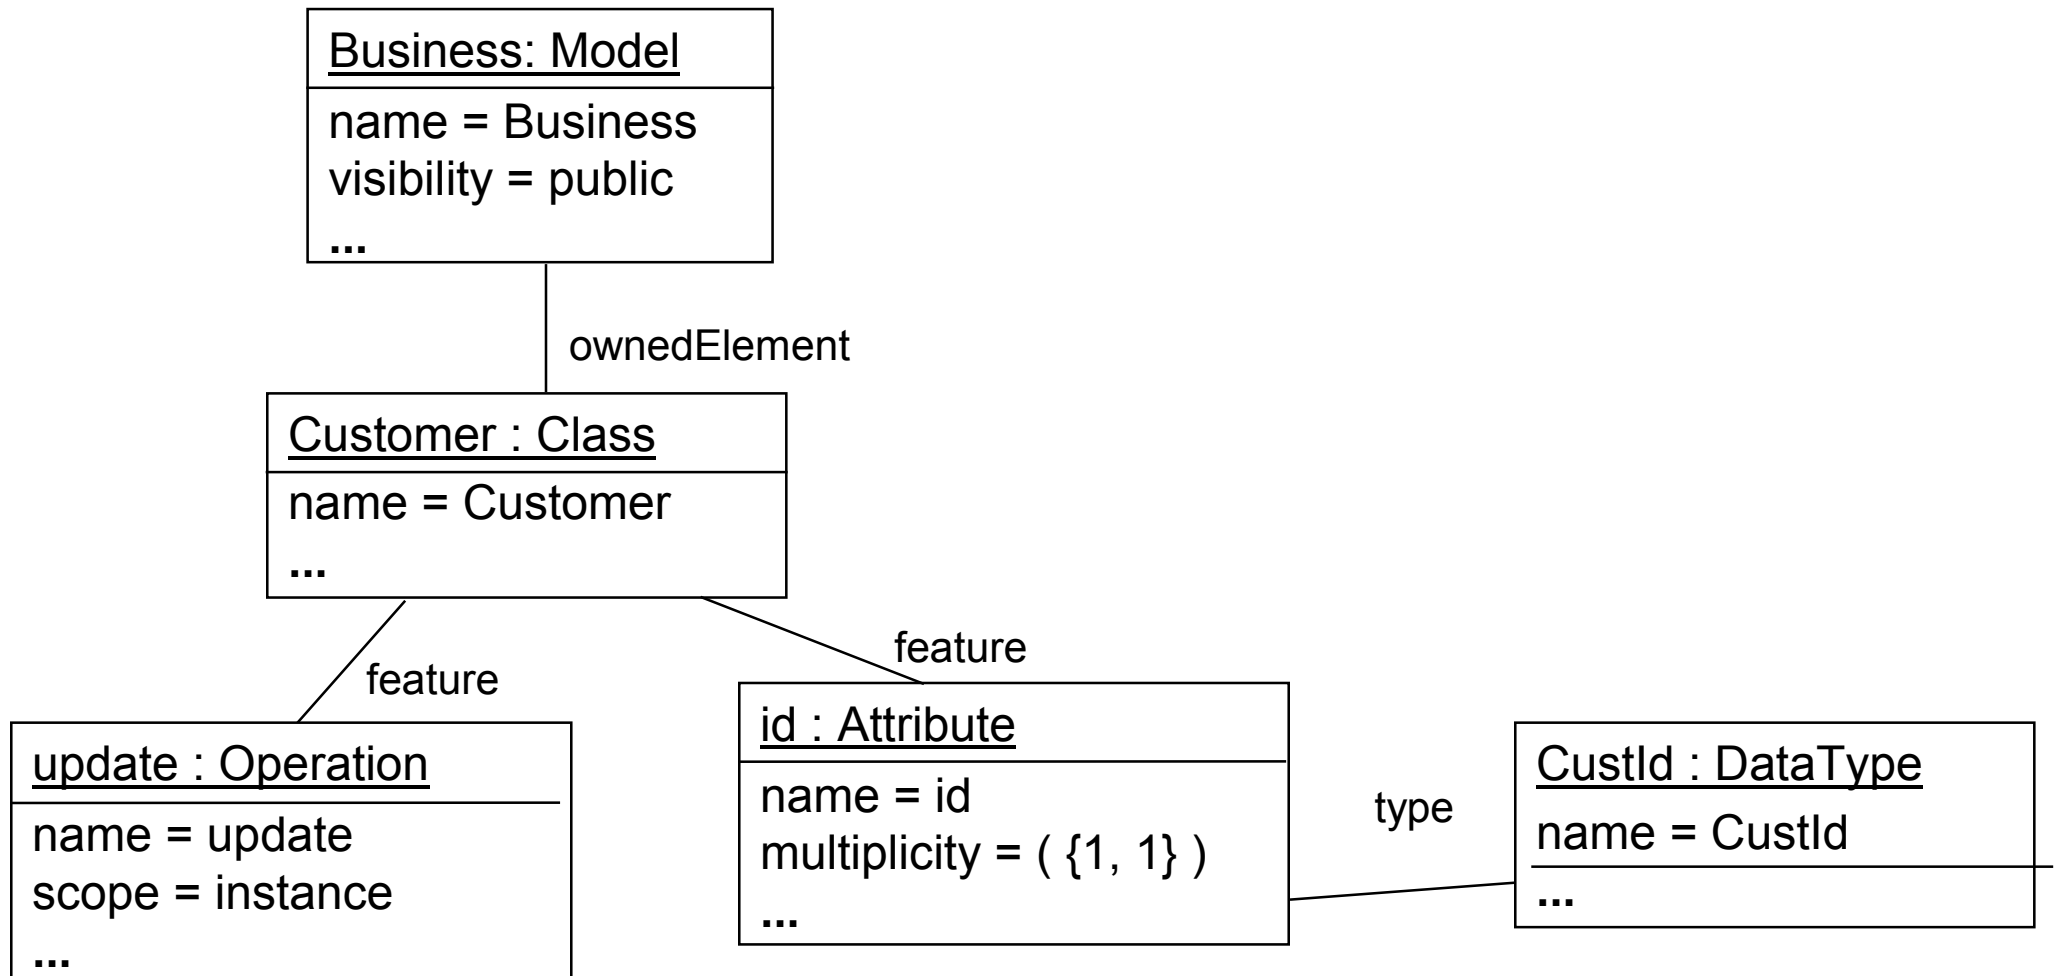 Business: Model
name = Business
visibility = public
...
ownedElement
Customer : Class
name = Customer
...
feature
feature
update : Operation
name = update
scope = instance
...
id : Attribute
name = id
multiplicity = ( {1, 1} )
...
type
CustId : DataType
name = CustId
...